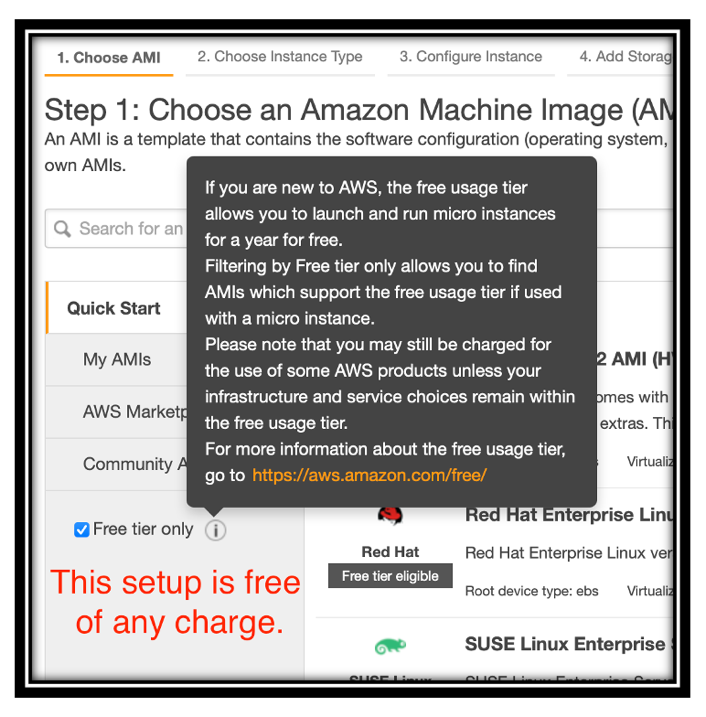 1. Choose AMI
2. Choose Instance Type
3. Configure Instance
4. Add Storag
Step 1: Choose an Amazon Machine Image (AM
An AMI is a template that contains the software configuration (operating system,
own AMIs.
If you are new to AWS, the free usage tier
allows you to launch and run micro instances
for a year for free.
Filtering by Free tier only allows you to find
AMIs which support the free usage tier if used
with a micro instance.
Please note that you may still be charged for
the use of some AWS products unless your
infrastructure and service choices remain within
the free usage tier.
For more information about the free usage tier,
go to https://aws.amazon.com/free/
Search for an
Quick Start
My AMIs
AWS Marketp
Community A
Free tier only
This setup is free
of any charge.
2 AMI (H
omes with
extras. Thi
Virtualiz
Red Hat
Free tier eligible
Red Hat Enterprise Linu
Red Hat Enterprise Linux ver
Root device type: ebs Virtualiz
SUSE Linux Enterprise
SUSE Linux
SUSE Linux Enterprise Serve